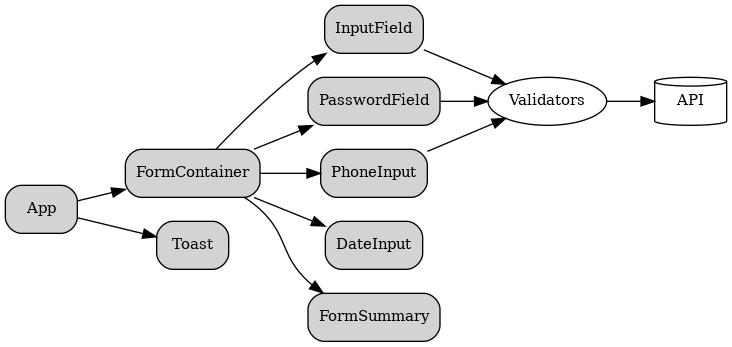 InputField
PasswordField
Validators
API
FormContainer
PhoneInput
App
Toast
DateInput
FormSummary